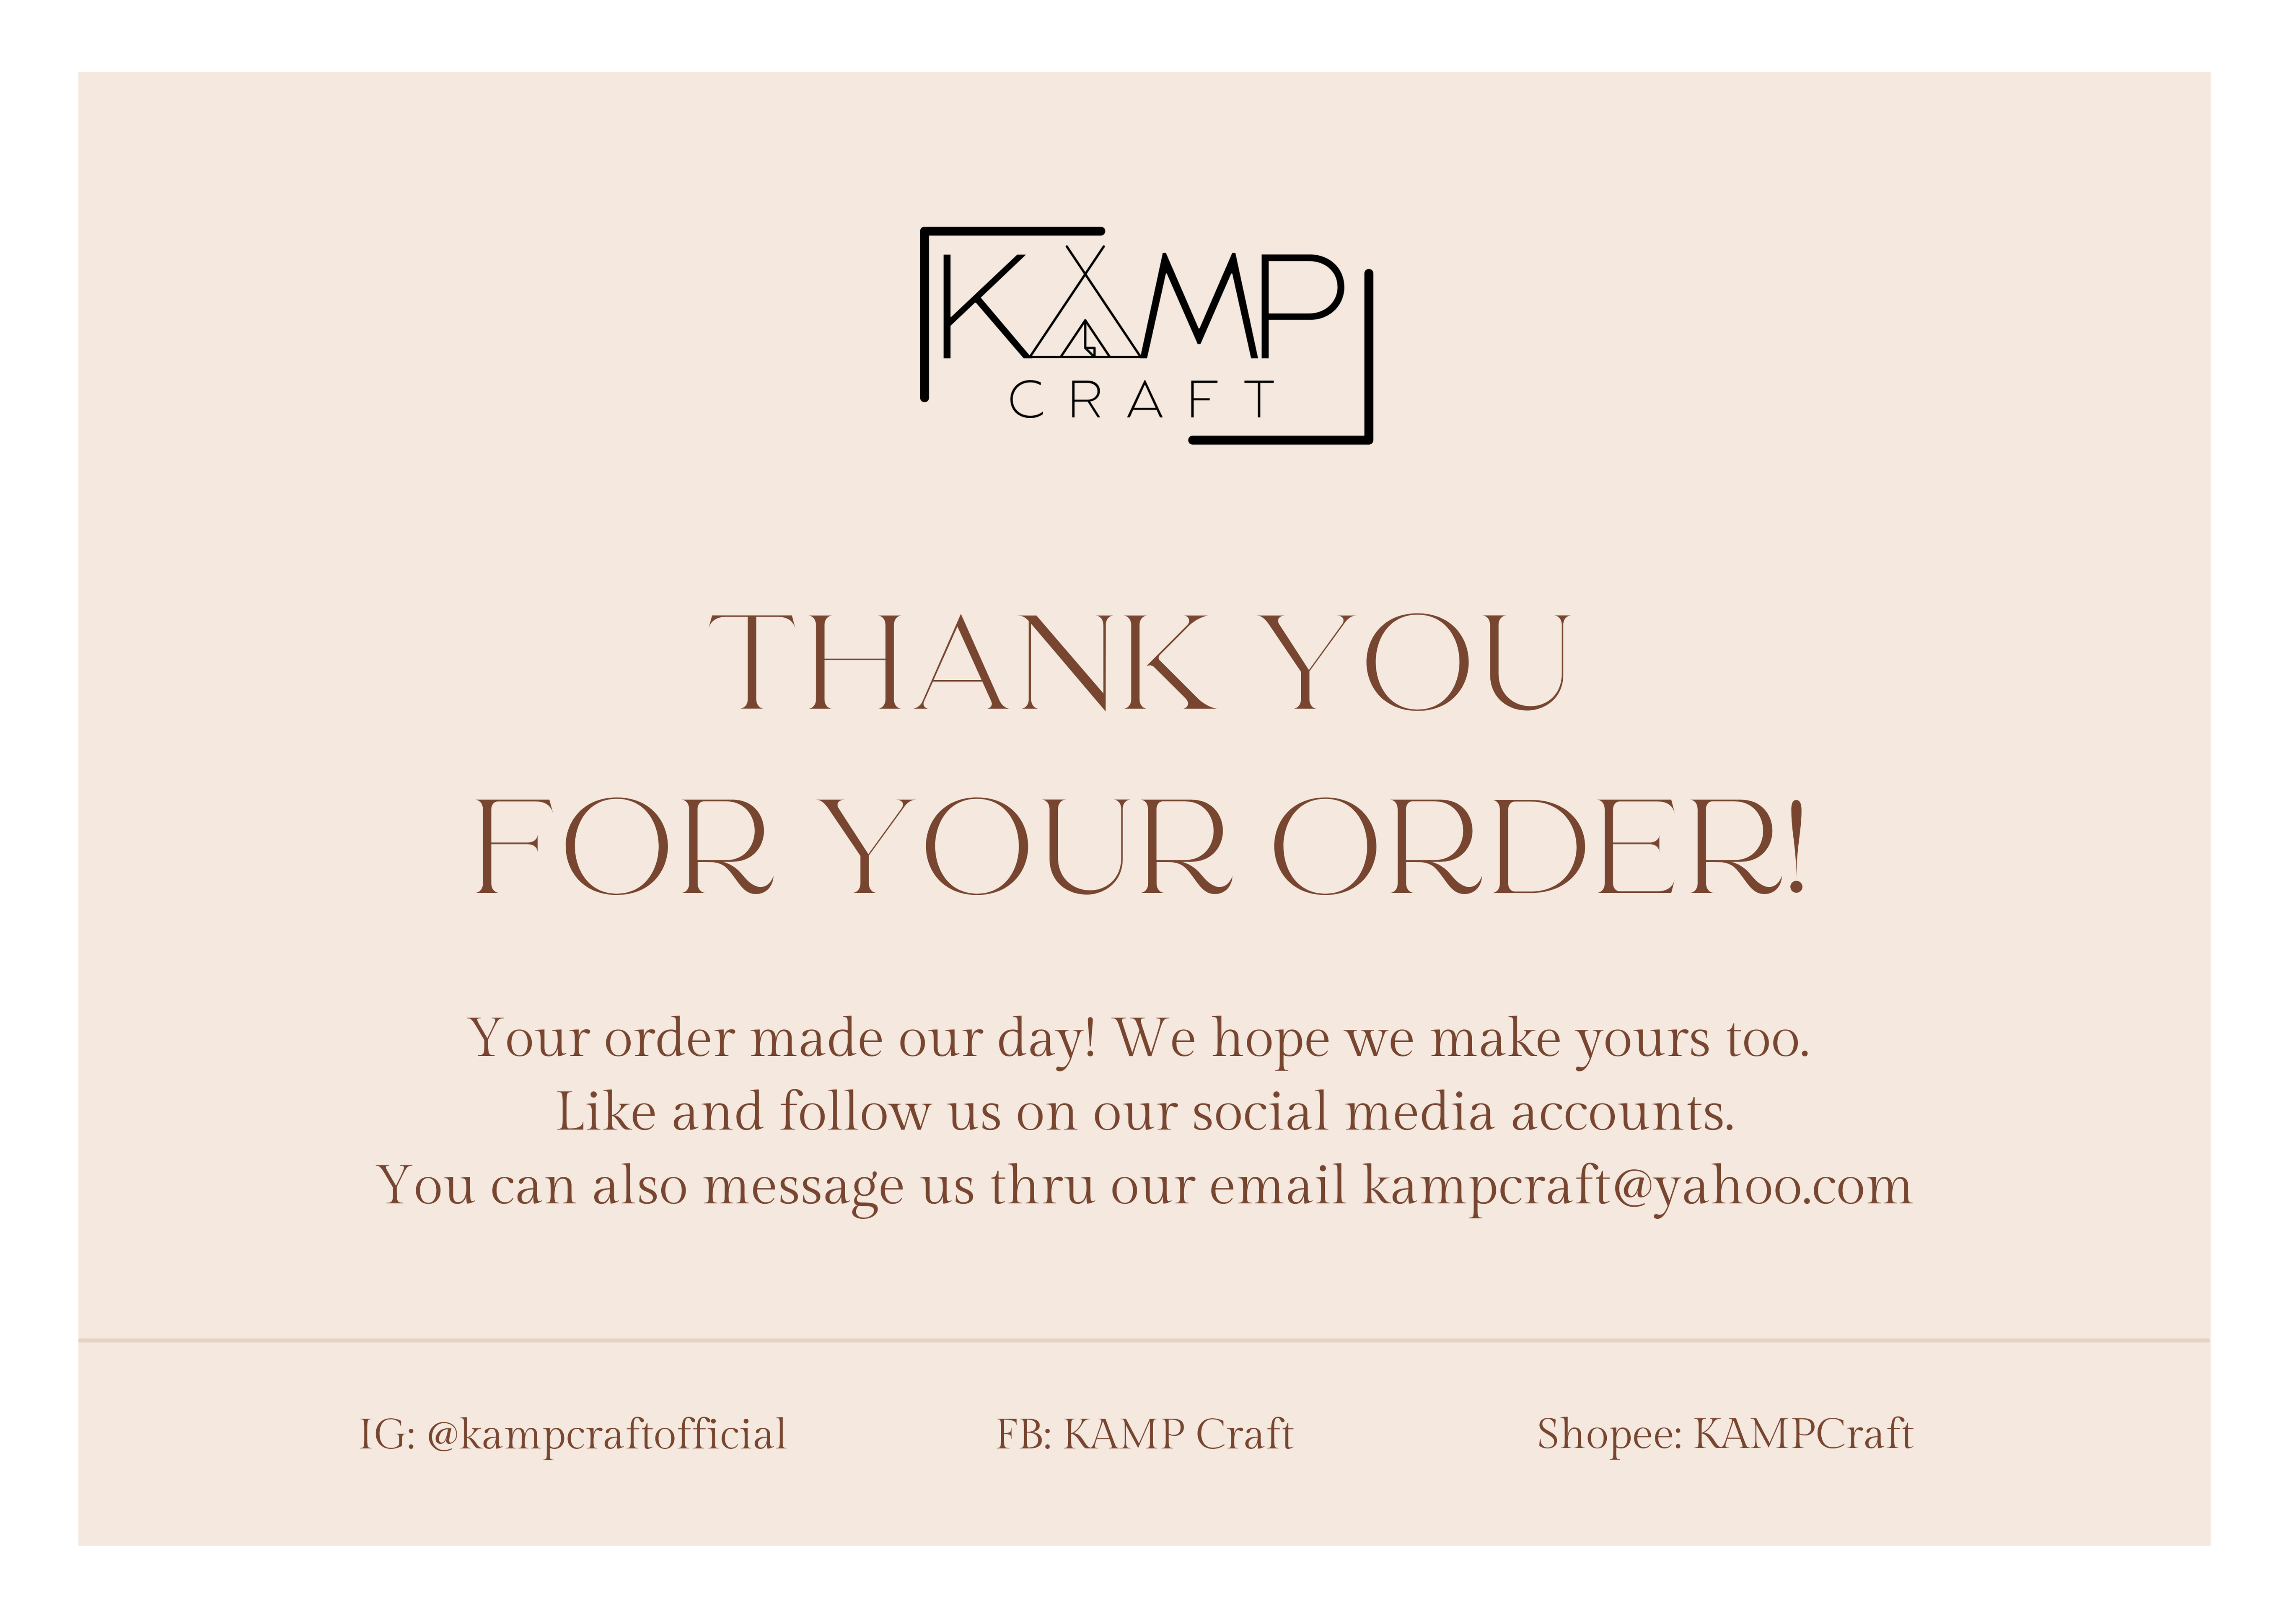 KAMP
CRAFT
THANK YOU
FOR YOUR ORDER!
Your order made our day! We hope we make yours too.
Like and follow us on our social media accounts.
You can also message us thru our email kampcraft@yahoo.com
IG: @kampcraftofficial
FB: KAMP Craft
Shopee: KAMPCraft